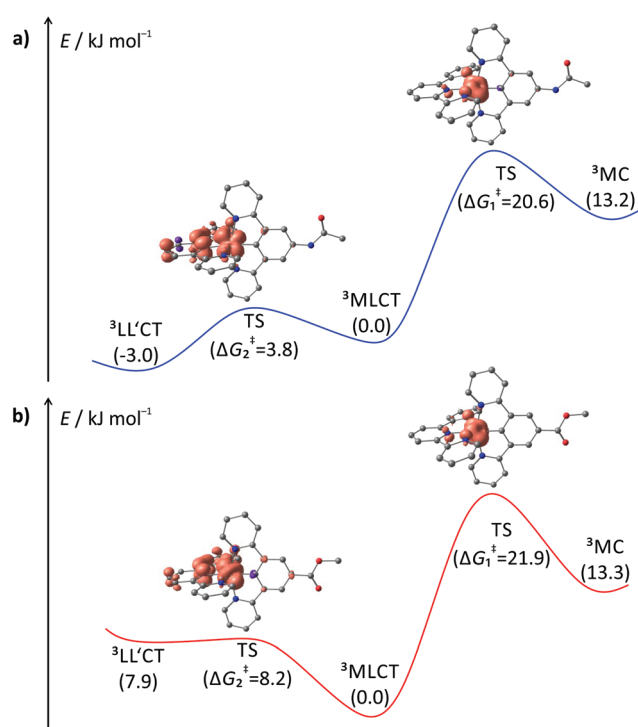 a)
E / kJ mol⁻¹
TS
(ΔG₁‡=20.6)
³MC
(13.2)
³LL‘CT
(-3.0)
TS
(ΔG₂‡=3.8)
³MLCT
(0.0)
b)
E / kJ mol⁻¹
TS
(ΔG₁‡=21.9)
³MC
(13.3)
³LL‘CT
(7.9)
TS
(ΔG₂‡=8.2)
³MLCT
(0.0)